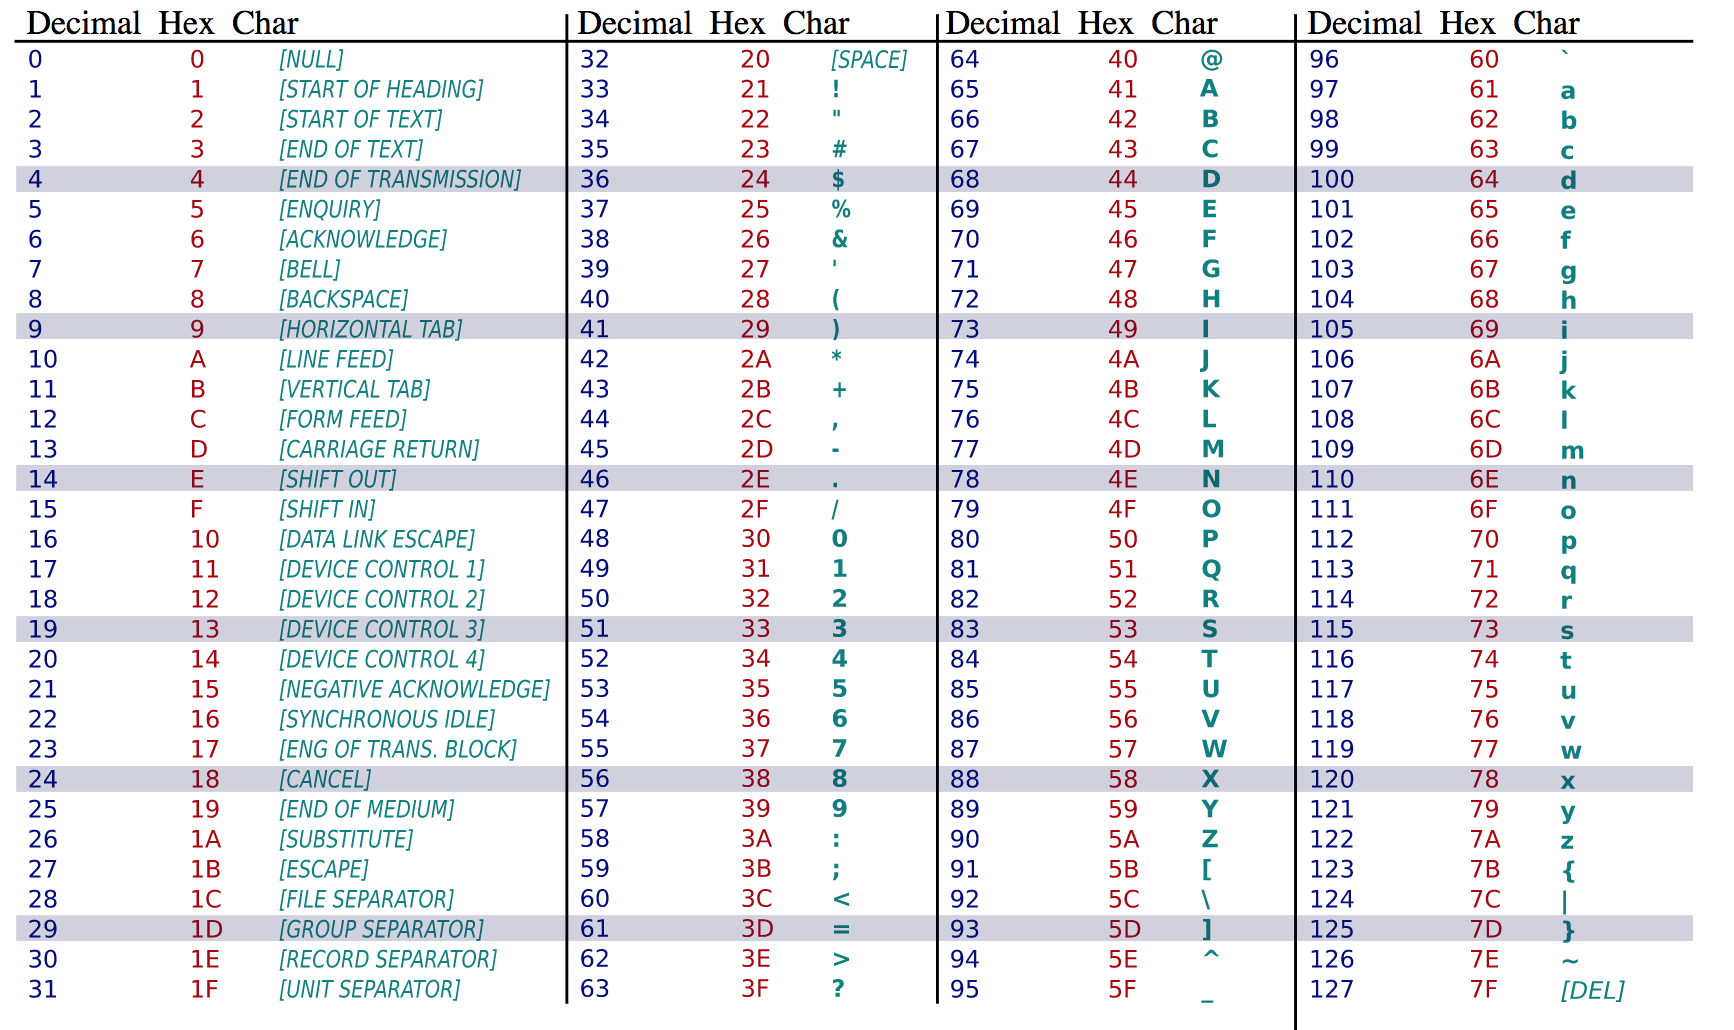 Decimal Hex Char Decimal Hex Char Decimal Hex Char Decimal Hex Char
0 0 [NULL] 32 20 [SPACE] 64 40 @ 96 60 `
1 1 [START OF HEADING] 33 21 ! 65 41 A 97 61 a
2 2 [START OF TEXT] 34 22 " 66 42 B 98 62 b
3 3 [END OF TEXT] 35 23 # 67 43 C 99 63 c
4 4 [END OF TRANSMISSION] 36 24 $ 68 44 D 100 64 d
5 5 [ENQUIRY] 37 25 % 69 45 E 101 65 e
6 6 [ACKNOWLEDGE] 38 26 & 70 46 F 102 66 f
7 7 [BELL] 39 27 ' 71 47 G 103 67 g
8 8 [BACKSPACE] 40 28 ( 72 48 H 104 68 h
9 9 [HORIZONTAL TAB] 41 29 ) 73 49 I 105 69 i
10 A [LINE FEED] 42 2A * 74 4A J 106 6A j
11 B [VERTICAL TAB] 43 2B + 75 4B K 107 6B k
12 C [FORM FEED] 44 2C , 76 4C L 108 6C l
13 D [CARRIAGE RETURN] 45 2D - 77 4D M 109 6D m
14 E [SHIFT OUT] 46 2E . 78 4E N 110 6E n
15 F [SHIFT IN] 47 2F / 79 4F O 111 6F o
16 10 [DATA LINK ESCAPE] 48 30 0 80 50 P 112 70 p
17 11 [DEVICE CONTROL 1] 49 31 1 81 51 Q 113 71 q
18 12 [DEVICE CONTROL 2] 50 32 2 82 52 R 114 72 r
19 13 [DEVICE CONTROL 3] 51 33 3 83 53 S 115 73 s
20 14 [DEVICE CONTROL 4] 52 34 4 84 54 T 116 74 t
21 15 [NEGATIVE ACKNOWLEDGE] 53 35 5 85 55 U 117 75 u
22 16 [SYNCHRONOUS IDLE] 54 36 6 86 56 V 118 76 v
23 17 [ENG OF TRANS. BLOCK] 55 37 7 87 57 W 119 77 w
24 18 [CANCEL] 56 38 8 88 58 X 120 78 x
25 19 [END OF MEDIUM] 57 39 9 89 59 Y 121 79 y
26 1A [SUBSTITUTE] 58 3A : 90 5A Z 122 7A z
27 1B [ESCAPE] 59 3B ; 91 5B [ 123 7B {
28 1C [FILE SEPARATOR] 60 3C < 92 5C \ 124 7C |
29 1D [GROUP SEPARATOR] 61 3D = 93 5D ] 125 7D }
30 1E [RECORD SEPARATOR] 62 3E > 94 5E ^ 126 7E ~
31 1F [UNIT SEPARATOR] 63 3F ? 95 5F _ 127 7F [DEL]